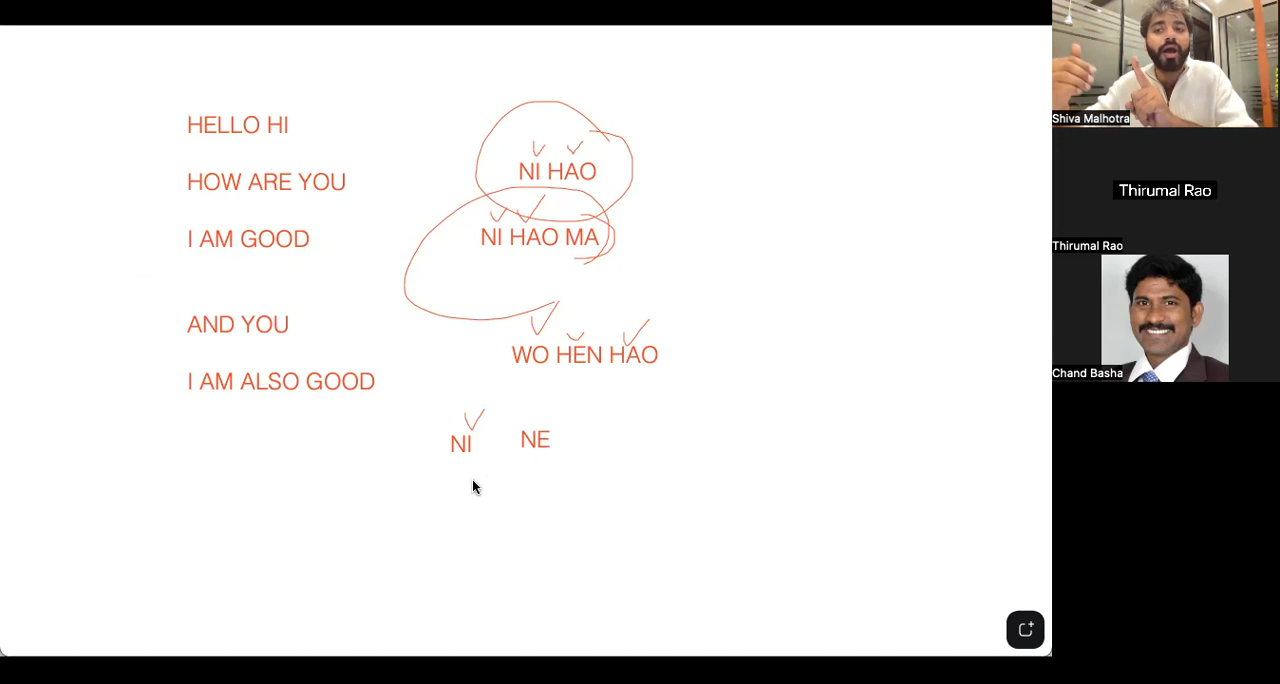 HELLO HI
HOW ARE YOU
I AM GOOD
AND YOU
I AM ALSO GOOD
NI HAO
NI HAO MA
WO HEN HAO
NI NE
Shiva Malhotra
Thirumal Rao
Thirumal Rao
Chand Basha